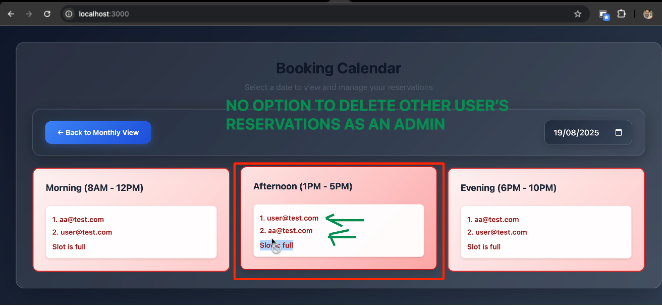 localhost:3000
Booking Calendar
Select a date to view and manage your reservations
NO OPTION TO DELETE OTHER USER'S
RESERVATIONS AS AN ADMIN
← Back to Monthly View
19/08/2025
Morning (8AM - 12PM)
1. aa@test.com
2. user@test.com
Slot is full
Afternoon (1PM - 5PM)
1. user@test.com
2. aa@test.com
Slot is full
Evening (6PM - 10PM)
1. aa@test.com
2. user@test.com
Slot is full